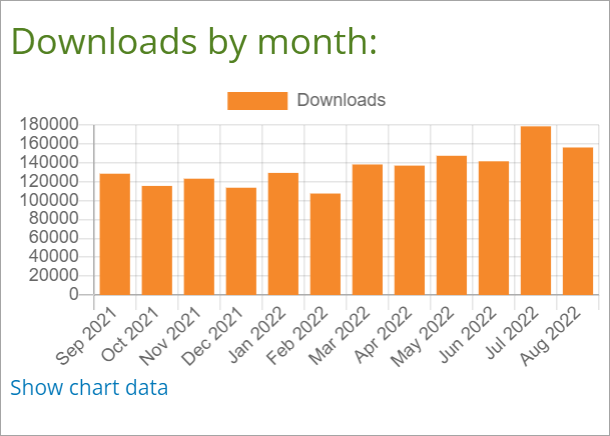 Downloads by month:
Downloads
180000
160000
140000
120000
100000
80000
60000
40000
20000
0
Sep 2021
Oct 2021
Nov 2021
Dec 2021
Jan 2022
Feb 2022
Mar 2022
Apr 2022
May 2022
Jun 2022
Jul 2022
Aug 2022
Show chart data